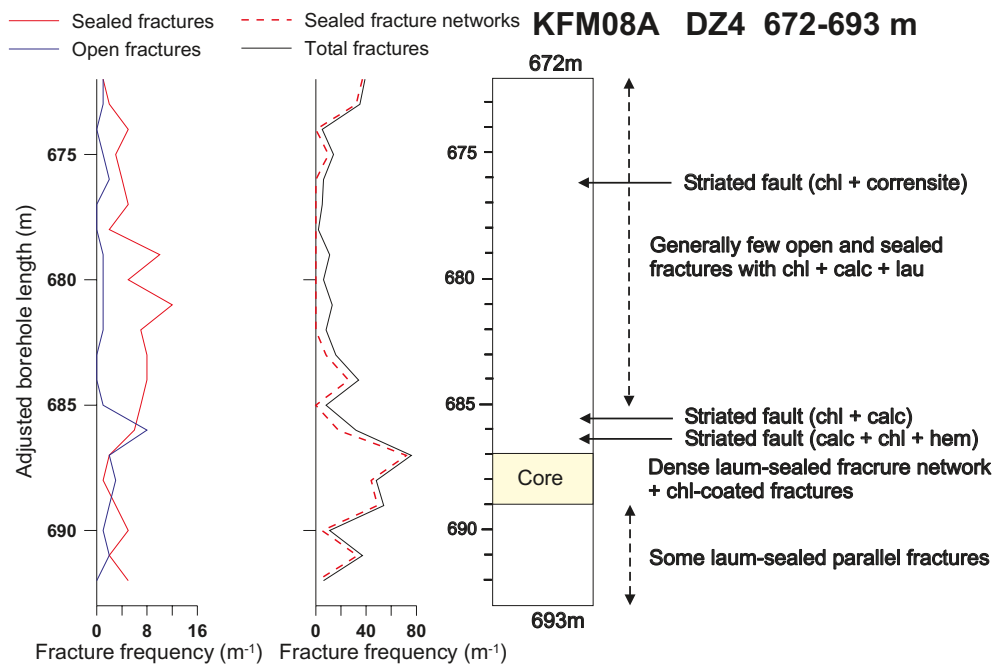 Sealed fractures
Open fractures
Sealed fracture networks
Total fractures
KFM08A DZ4 672-693 m
672m
675
680
685
690
Adjusted borehole length (m)
0 8 16
Fracture frequency (m⁻¹)
0 40 80
Fracture frequency (m⁻¹)
675
680
685
690
Core
693m
Striated fault (chl + corrensite)
Generally few open and sealed
fractures with chl + calc + lau
Striated fault (chl + calc)
Striated fault (calc + chl + hem)
Dense laum-sealed fracrure network
+ chl-coated fractures
Some laum-sealed parallel fractures